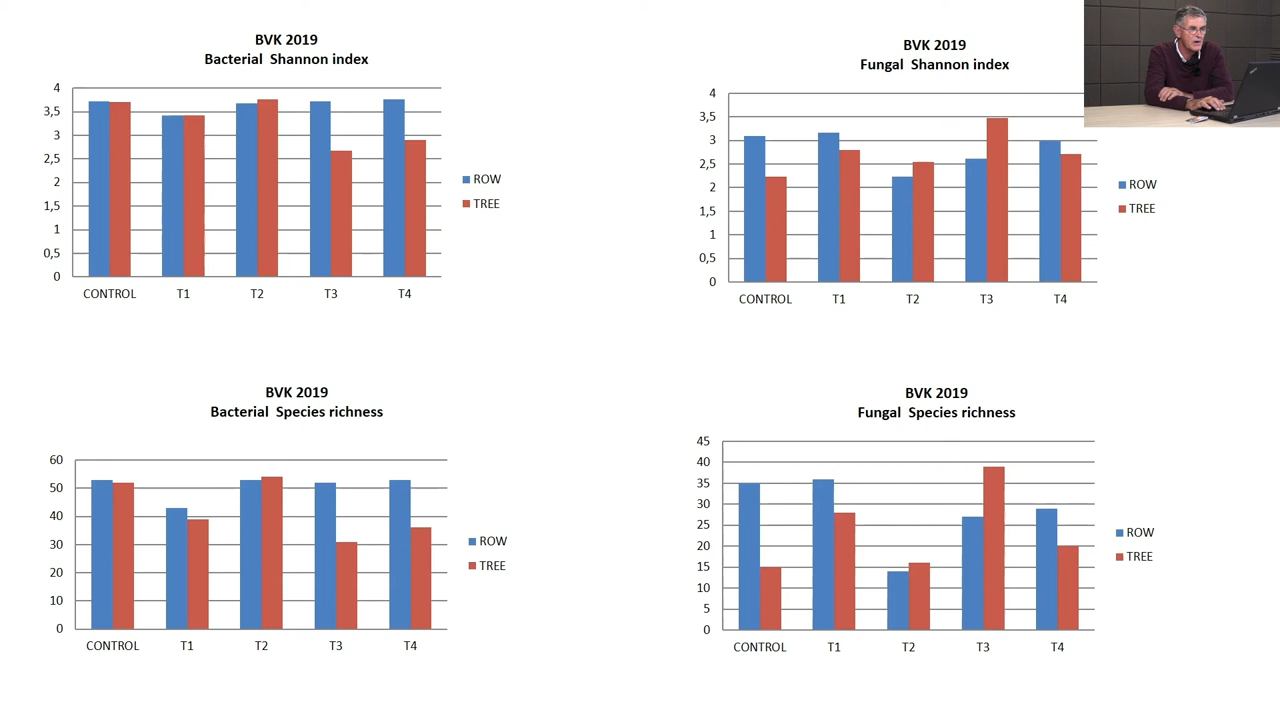 BVK 2019
Bacterial Shannon index
4
3,5
3
2,5
2
1,5
1
0,5
0
CONTROL T1 T2 T3 T4
ROW
TREE
BVK 2019
Fungal Shannon index
4
3,5
3
2,5
2
1,5
1
0,5
0
CONTROL T1 T2 T3 T4
ROW
TREE
BVK 2019
Bacterial Species richness
60
50
40
30
20
10
0
CONTROL T1 T2 T3 T4
ROW
TREE
BVK 2019
Fungal Species richness
45
40
35
30
25
20
15
10
5
0
CONTROL T1 T2 T3 T4
ROW
TREE